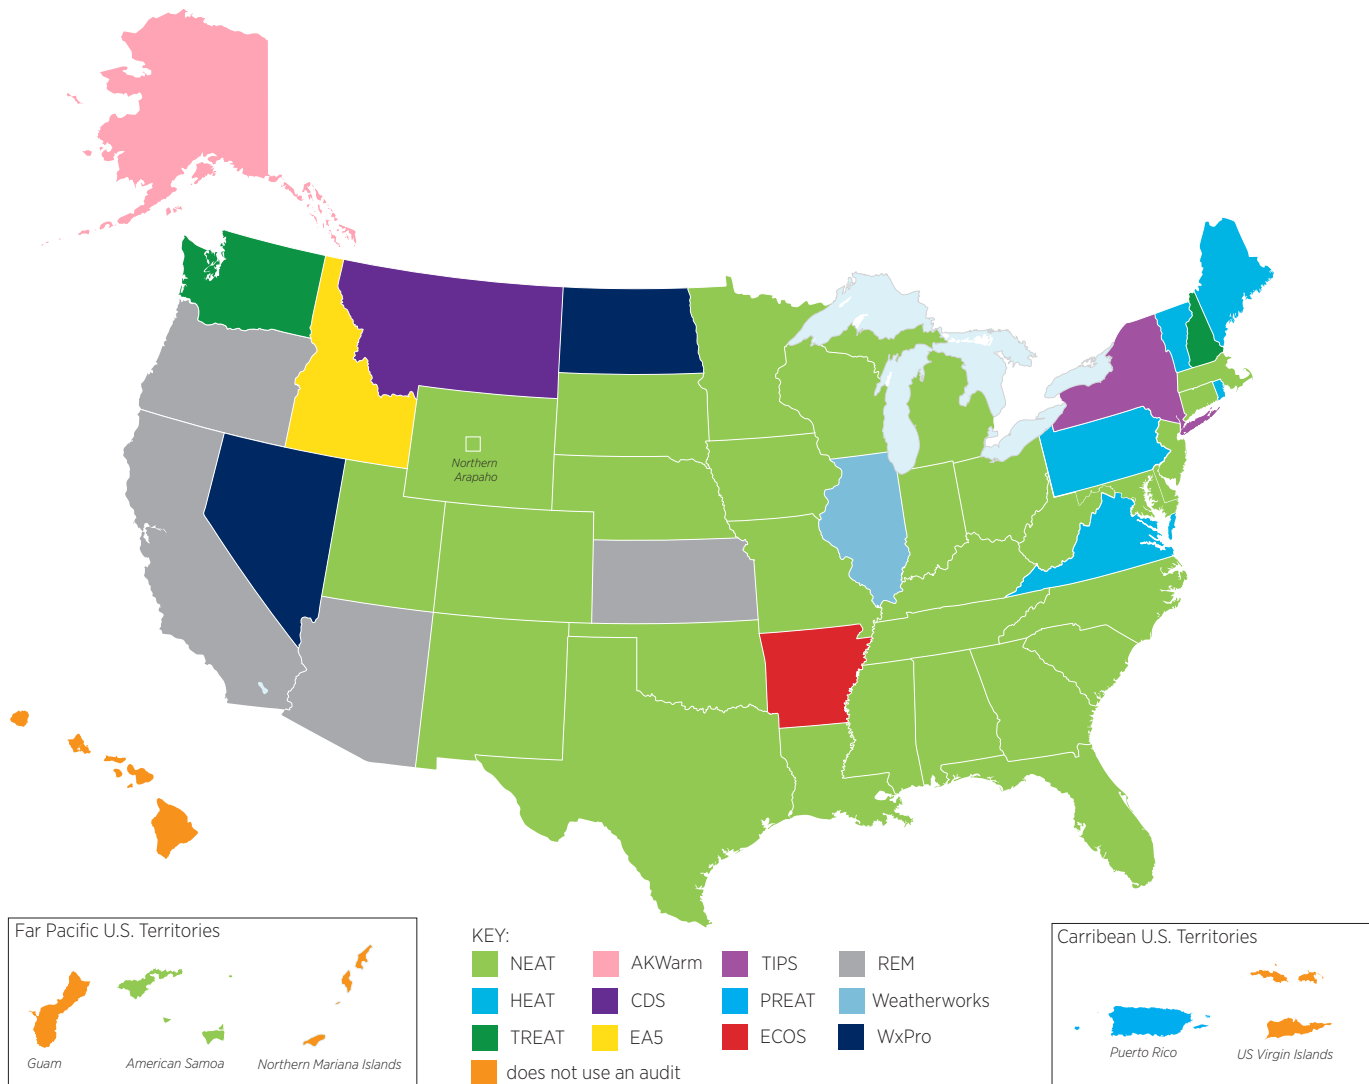 Northern
Arapaho
Far Pacific U.S. Territories
Guam
American Samoa
Northern Mariana Islands
KEY:
NEAT
AKWarm
TIPS
REM
HEAT
CDS
PREAT
Weatherworks
TREAT
EA5
ECOS
WxPro
does not use an audit
Carribean U.S. Territories
Puerto Rico
US Virgin Islands